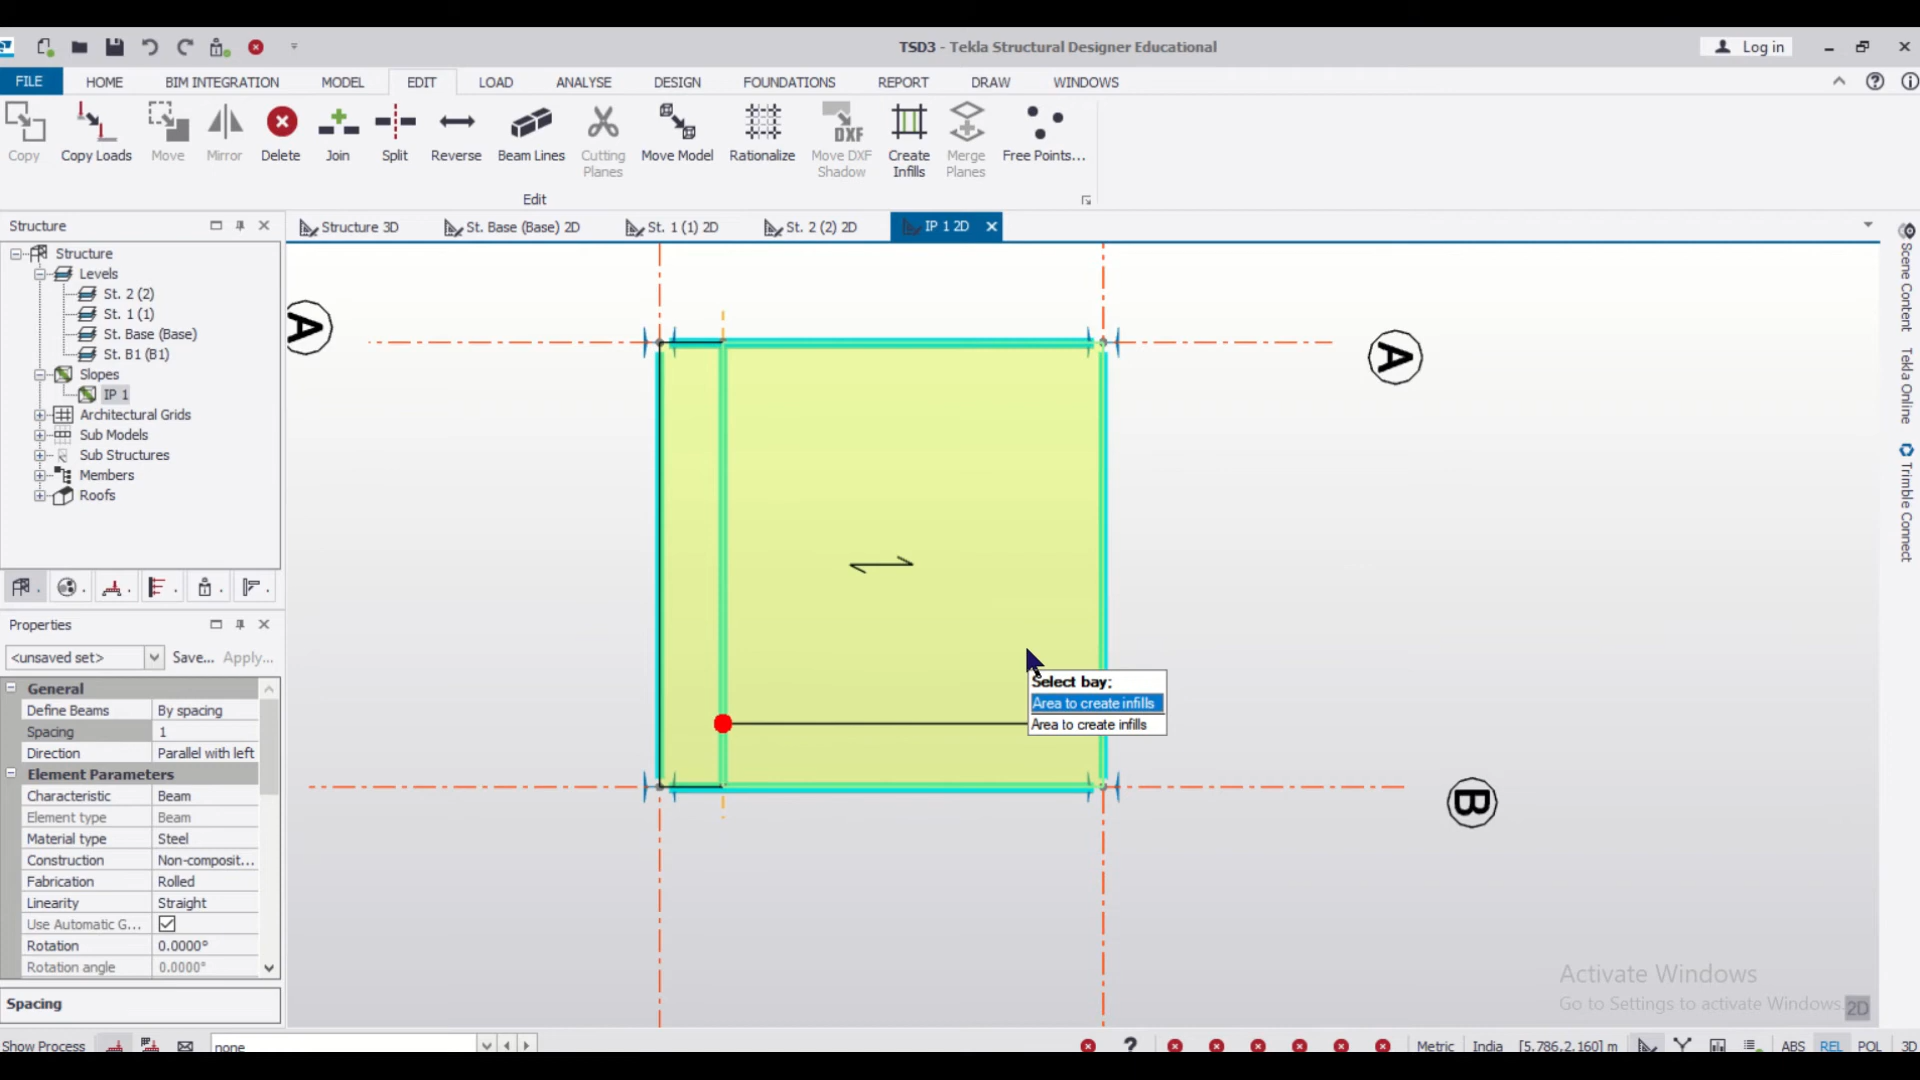 TSD3 - Tekla Structural Designer Educational
Log in
FILE HOME BIM INTEGRATION MODEL EDIT LOAD ANALYSE DESIGN FOUNDATIONS REPORT DRAW WINDOWS
Copy Copy Loads Move Mirror Delete Join Split Reverse Beam Lines Cutting Planes Move Model Rationalize Move DXF Shadow Create Infills Merge Planes Free Points...
DXF
Edit
Structure
Structure 3D St. Base (Base) 2D St. 1 (1) 2D St. 2 (2) 2D IP 1 2D
Structure
Levels
St. 2 (2)
St. 1 (1)
St. Base (Base)
St. B1 (B1)
Slopes
IP 1
Architectural Grids
Sub Models
Sub Structures
Members
Roofs
Scene Content
Tekla Online
Trimble Connect
A
A
B
Select bay;
Area to create infills
Area to create infills
Properties
<unsaved set> Save... Apply...
General
Define Beams By spacing
Spacing 1
Direction Parallel with left
Element Parameters
Characteristic Beam
Element type Beam
Material type Steel
Construction Non-composit...
Fabrication Rolled
Linearity Straight
Use Automatic G...
Rotation 0.0000°
Rotation angle 0.0000°
Spacing
Activate Windows
Go to Settings to activate Windows.
2D
Show Process none Metric India [5.786,2.160] m ABS REL POL 3D